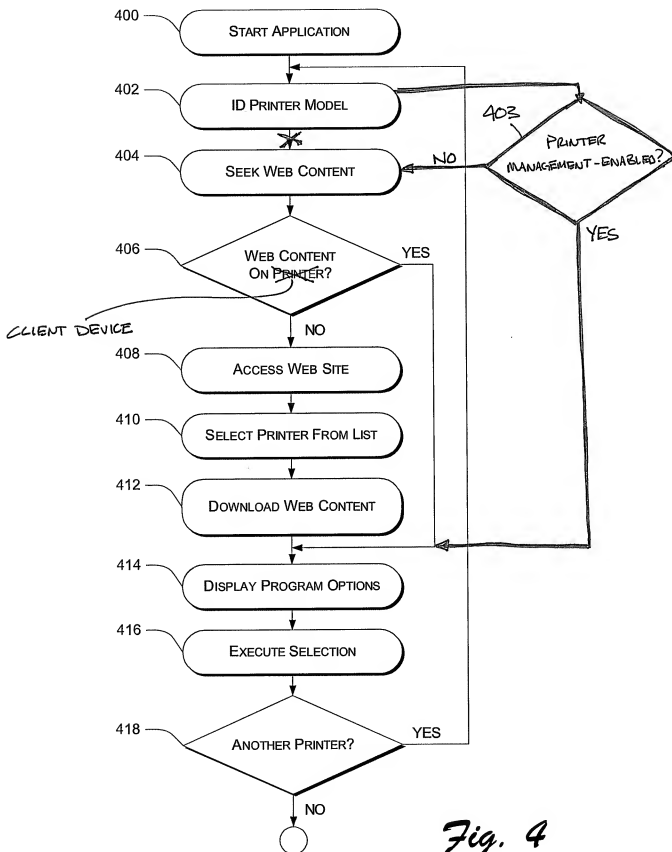 400
START APPLICATION
402
ID PRINTER MODEL
403
PRINTER
MANAGEMENT-ENABLED?
NO
YES
404
SEEK WEB CONTENT
406
WEB CONTENT
ON PRINTER?
YES
CLIENT DEVICE
NO
408
ACCESS WEB SITE
410
SELECT PRINTER FROM LIST
412
DOWNLOAD WEB CONTENT
414
DISPLAY PROGRAM OPTIONS
416
EXECUTE SELECTION
418
ANOTHER PRINTER?
YES
NO
Fig. 4